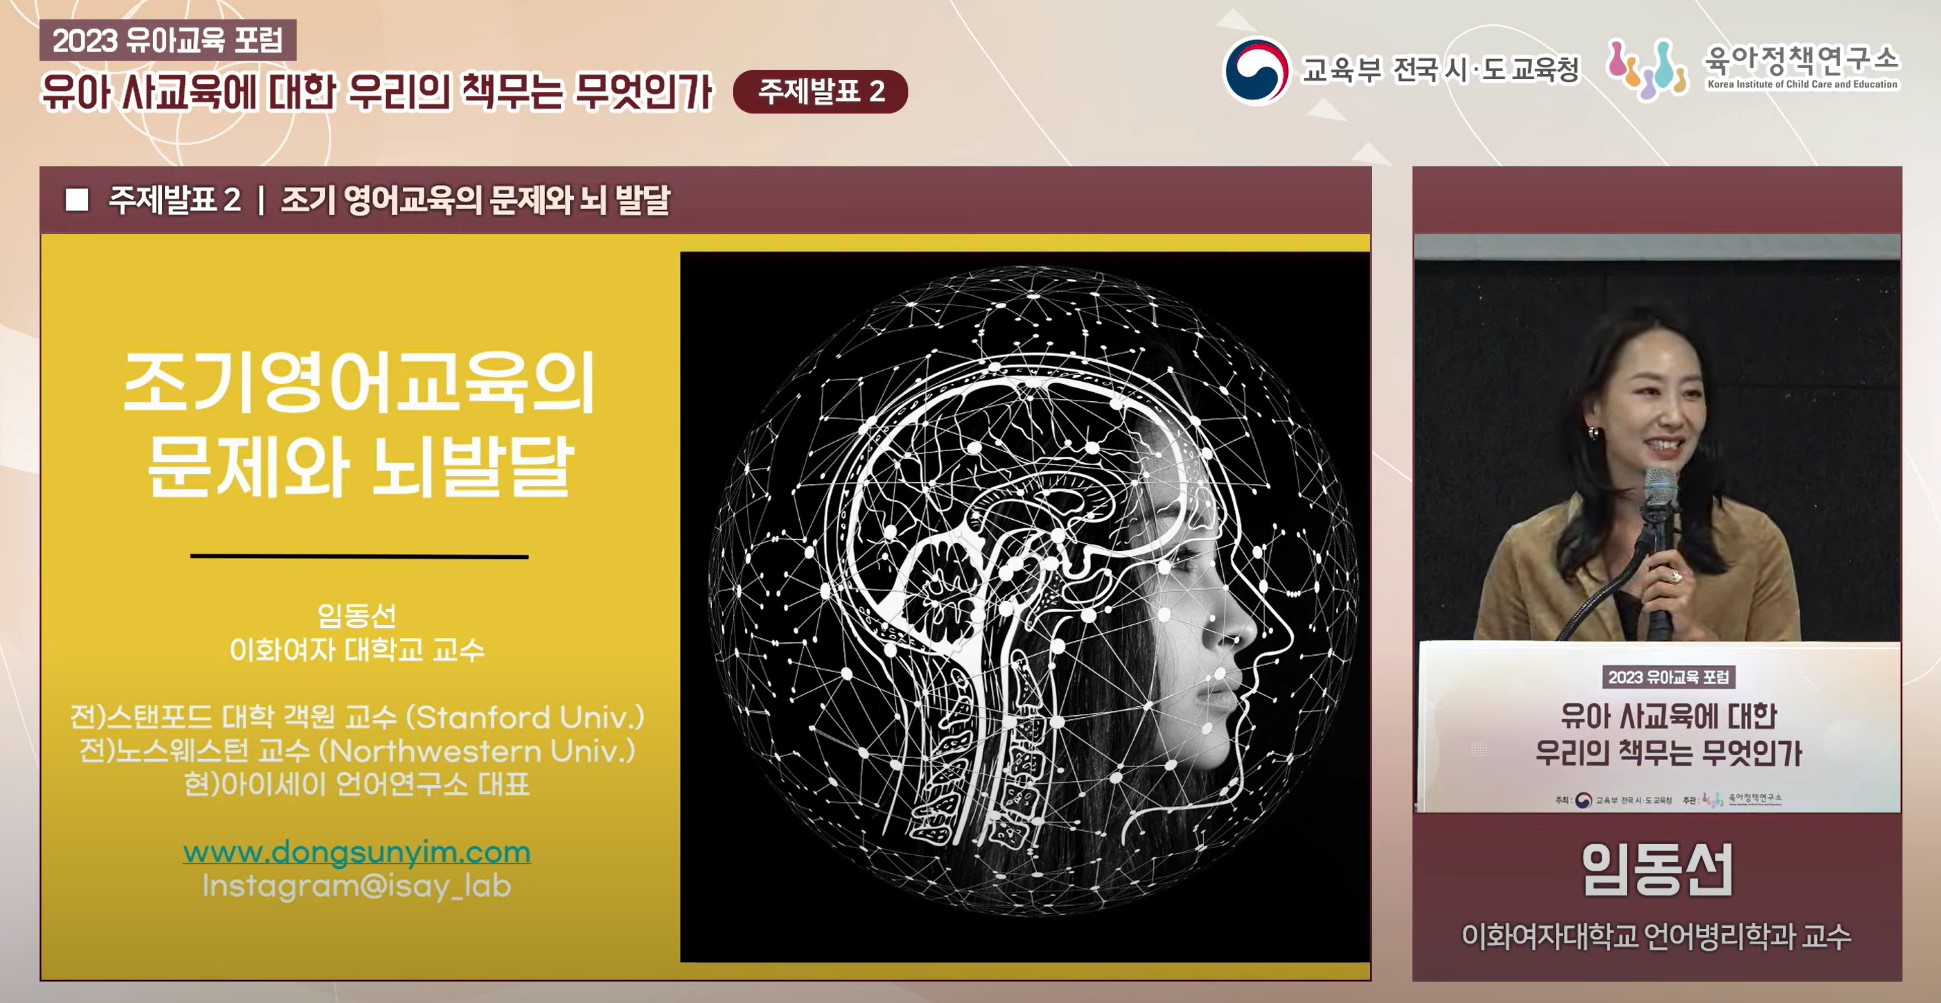 2023 유아교육 포럼
유아 사교육에 대한 우리의 책무는 무엇인가 주제발표 2
교육부 전국 시·도 교육청
육아정책연구소
Korea Institute of Child Care and Education
■ 주제발표 2 | 조기 영어교육의 문제와 뇌 발달
조기영어교육의
문제와 뇌발달
임동선
이화여자 대학교 교수
전)스탠포드 대학 객원 교수 (Stanford Univ.)
전)노스웨스턴 교수 (Northwestern Univ.)
현)아이세이 언어연구소 대표
www.dongsunyim.com
Instagram@isay_lab
2023 유아교육 포럼
유아 사교육에 대한
우리의 책무는 무엇인가
주최 : 교육부 전국 시·도 교육청 주관 : 육아정책연구소
임동선
이화여자대학교 언어병리학과 교수